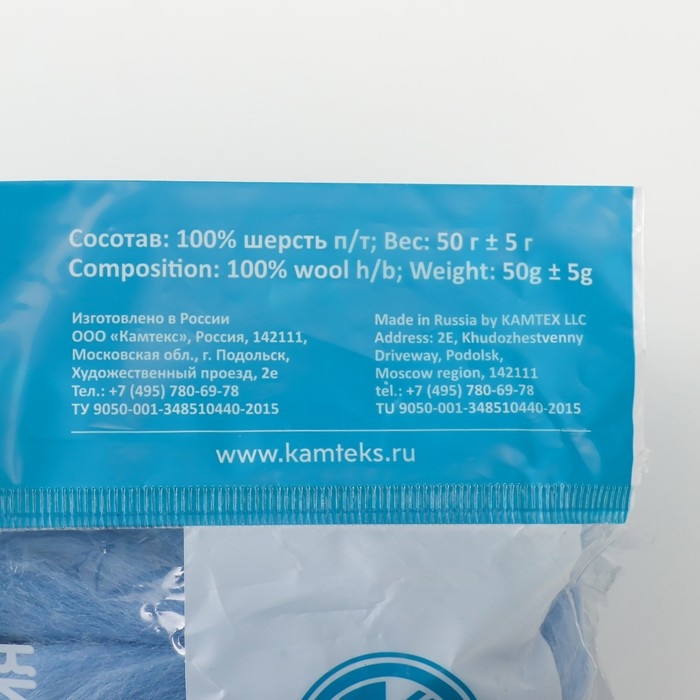 Состав: 100% шерсть п/т; Вес: 50 г ± 5 г
Composition: 100% wool h/b; Weight: 50g ± 5g
Изготовлено в России
ООО «Камтекс», Россия, 142111,
Московская обл., г. Подольск,
Художественный проезд, 2е
Тел.: +7 (495) 780-69-78
ТУ 9050-001-348510440-2015
Made in Russia by KAMTEX LLC
Address: 2E, Khudozhestvenny
Driveway, Podolsk,
Moscow region, 142111
tel.: +7 (495) 780-69-78
TU 9050-001-348510440-2015
www.kamteks.ru